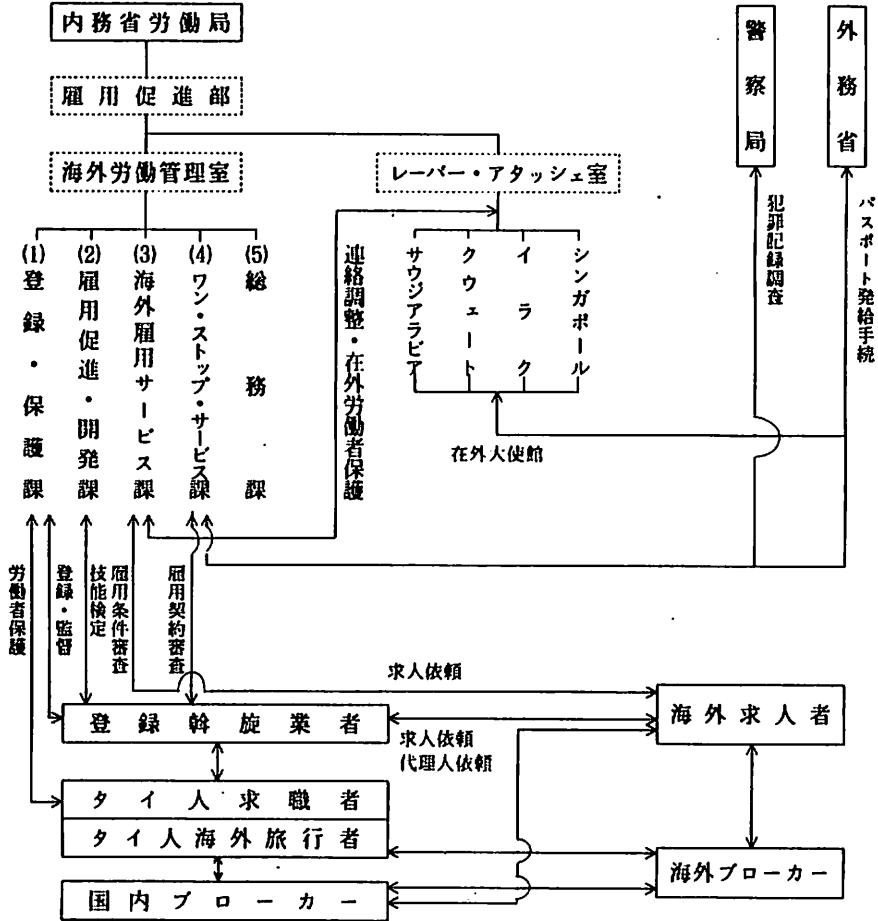 内務省労働局
雇用促進部
海外労働管理室
レーバー・アタッシェ室
警察局
外務省
(1)登録・保護課
(2)雇用促進・開発課
(3)海外雇用サービス課
(4)ワン・ストップ・サービス課
(5)総務課
連絡調整・在外労働者保護
サウジアラビア
クウェート
イラク
シンガポール
犯罪記録調査
パスポート発給手続
在外大使館
労働者保護
登録・監督
技能検定
雇用条件審査
雇用契約審査
求人依頼
登録斡旋業者
海外求人者
求人依頼
代理人依頼
タイ人求職者
タイ人海外旅行者
国内ブローカー
海外ブローカー